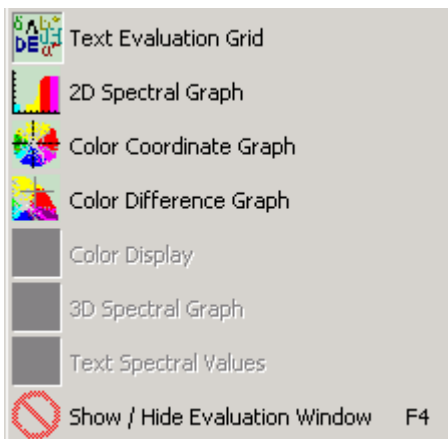 Text Evaluation Grid
2D Spectral Graph
Color Coordinate Graph
Color Difference Graph
Color Display
3D Spectral Graph
Text Spectral Values
Show / Hide Evaluation Window F4